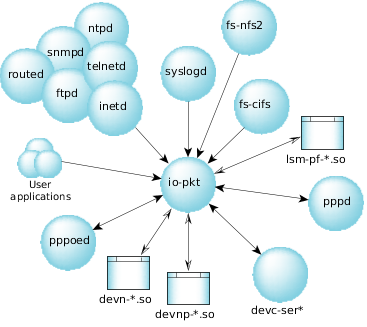 ntpd
fs-nfs2
snmpd
telnetd
routed
syslogd
ftpd
inetd
fs-cifs
lsm-pf-*.so
User
applications
io-pkt
pppd
pppoed
devn-*.so
devnp-*.so
devc-ser*